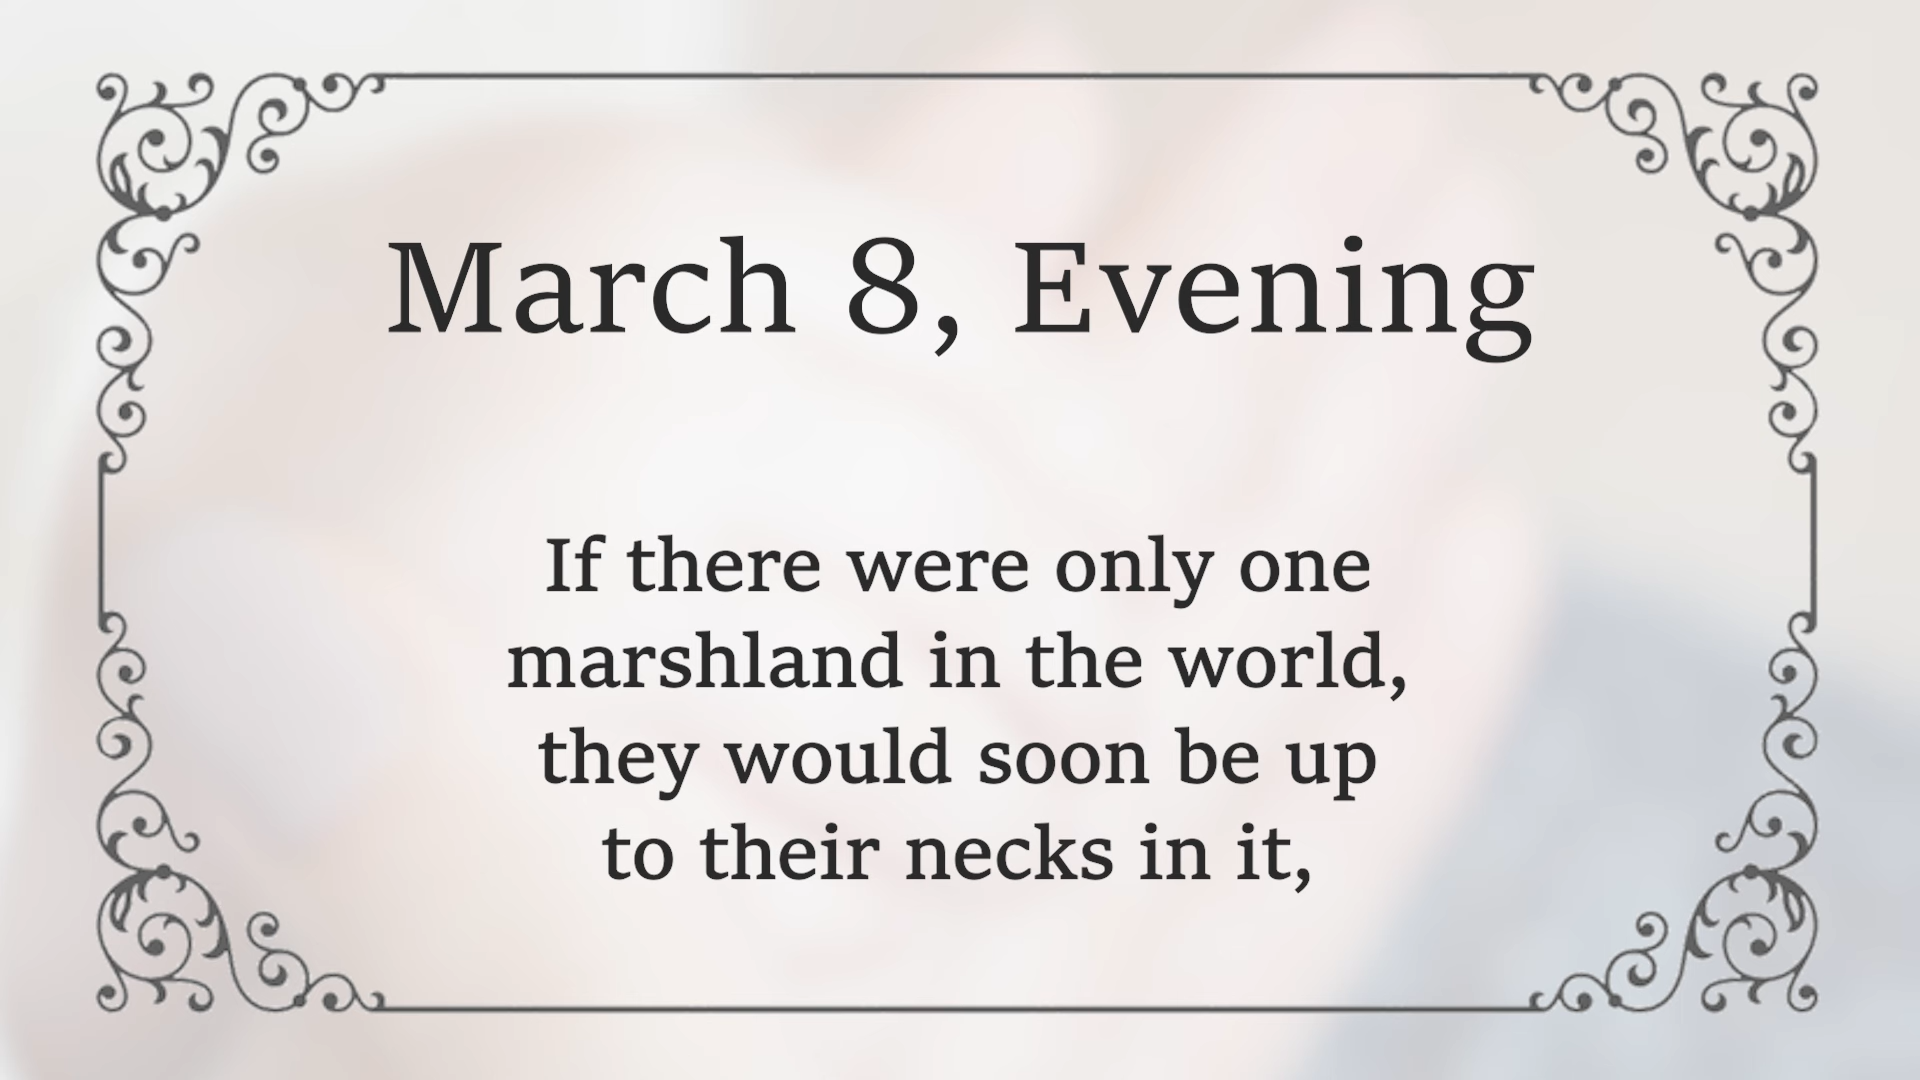 March 8, Evening
If there were only one
marshland in the world,
they would soon be up
to their necks in it,